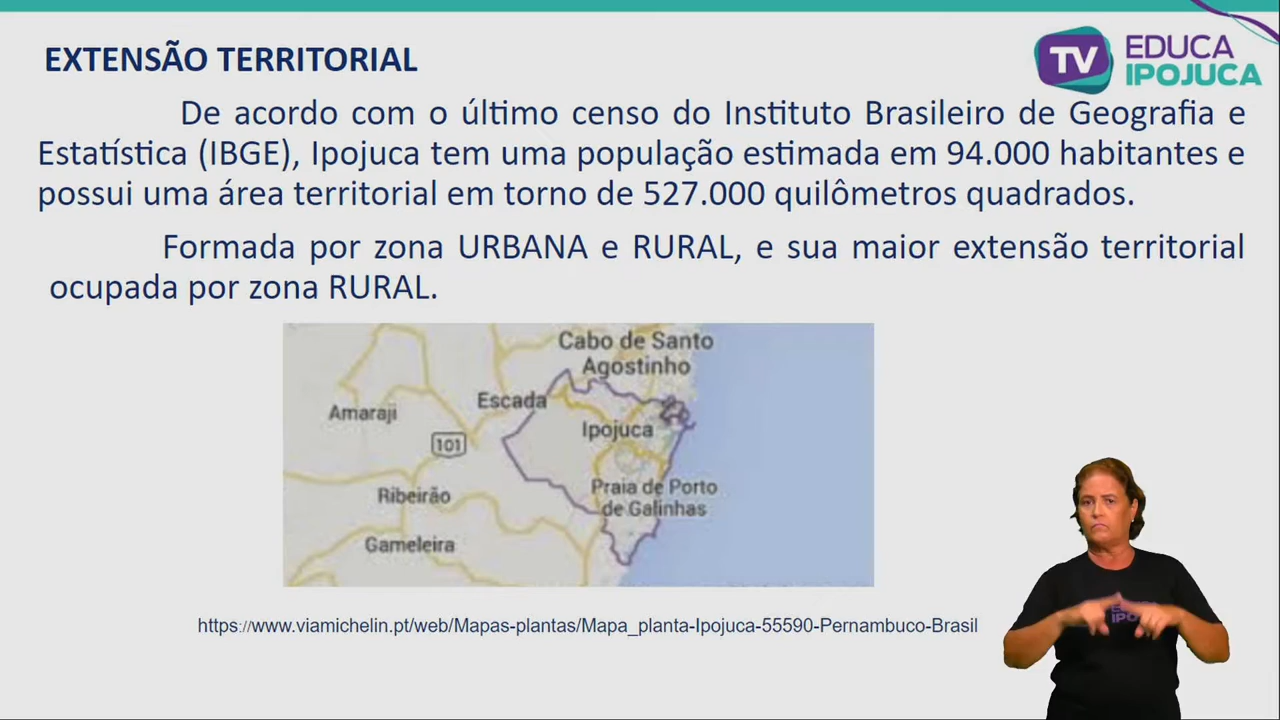 EXTENSÃO TERRITORIAL
TV EDUCA
IPOJUCA
De acordo com o último censo do Instituto Brasileiro de Geografia e
Estatística (IBGE), Ipojuca tem uma população estimada em 94.000 habitantes e
possui uma área territorial em torno de 527.000 quilômetros quadrados.
Formada por zona URBANA e RURAL, e sua maior extensão territorial
ocupada por zona RURAL.
Cabo de Santo
Agostinho
Escada
Amaraji
Ipojuca
101
Praia de Porto
de Galinhas
Ribeirão
Gameleira
https://www.viamichelin.pt/web/Mapas-plantas/Mapa_planta-Ipojuca-55590-Pernambuco-Brasil